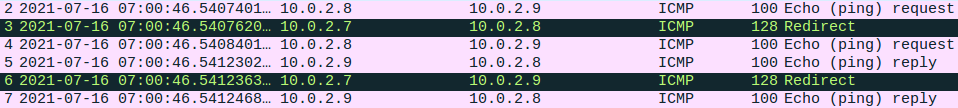 2 2021-07-16 07:00:46.5407401… 10.0.2.8 10.0.2.9 ICMP 100 Echo (ping) request
3 2021-07-16 07:00:46.5407620… 10.0.2.7 10.0.2.8 ICMP 128 Redirect
4 2021-07-16 07:00:46.5408401… 10.0.2.8 10.0.2.9 ICMP 100 Echo (ping) request
5 2021-07-16 07:00:46.5412302… 10.0.2.9 10.0.2.8 ICMP 100 Echo (ping) reply
6 2021-07-16 07:00:46.5412363… 10.0.2.7 10.0.2.9 ICMP 128 Redirect
7 2021-07-16 07:00:46.5412468… 10.0.2.9 10.0.2.8 ICMP 100 Echo (ping) reply